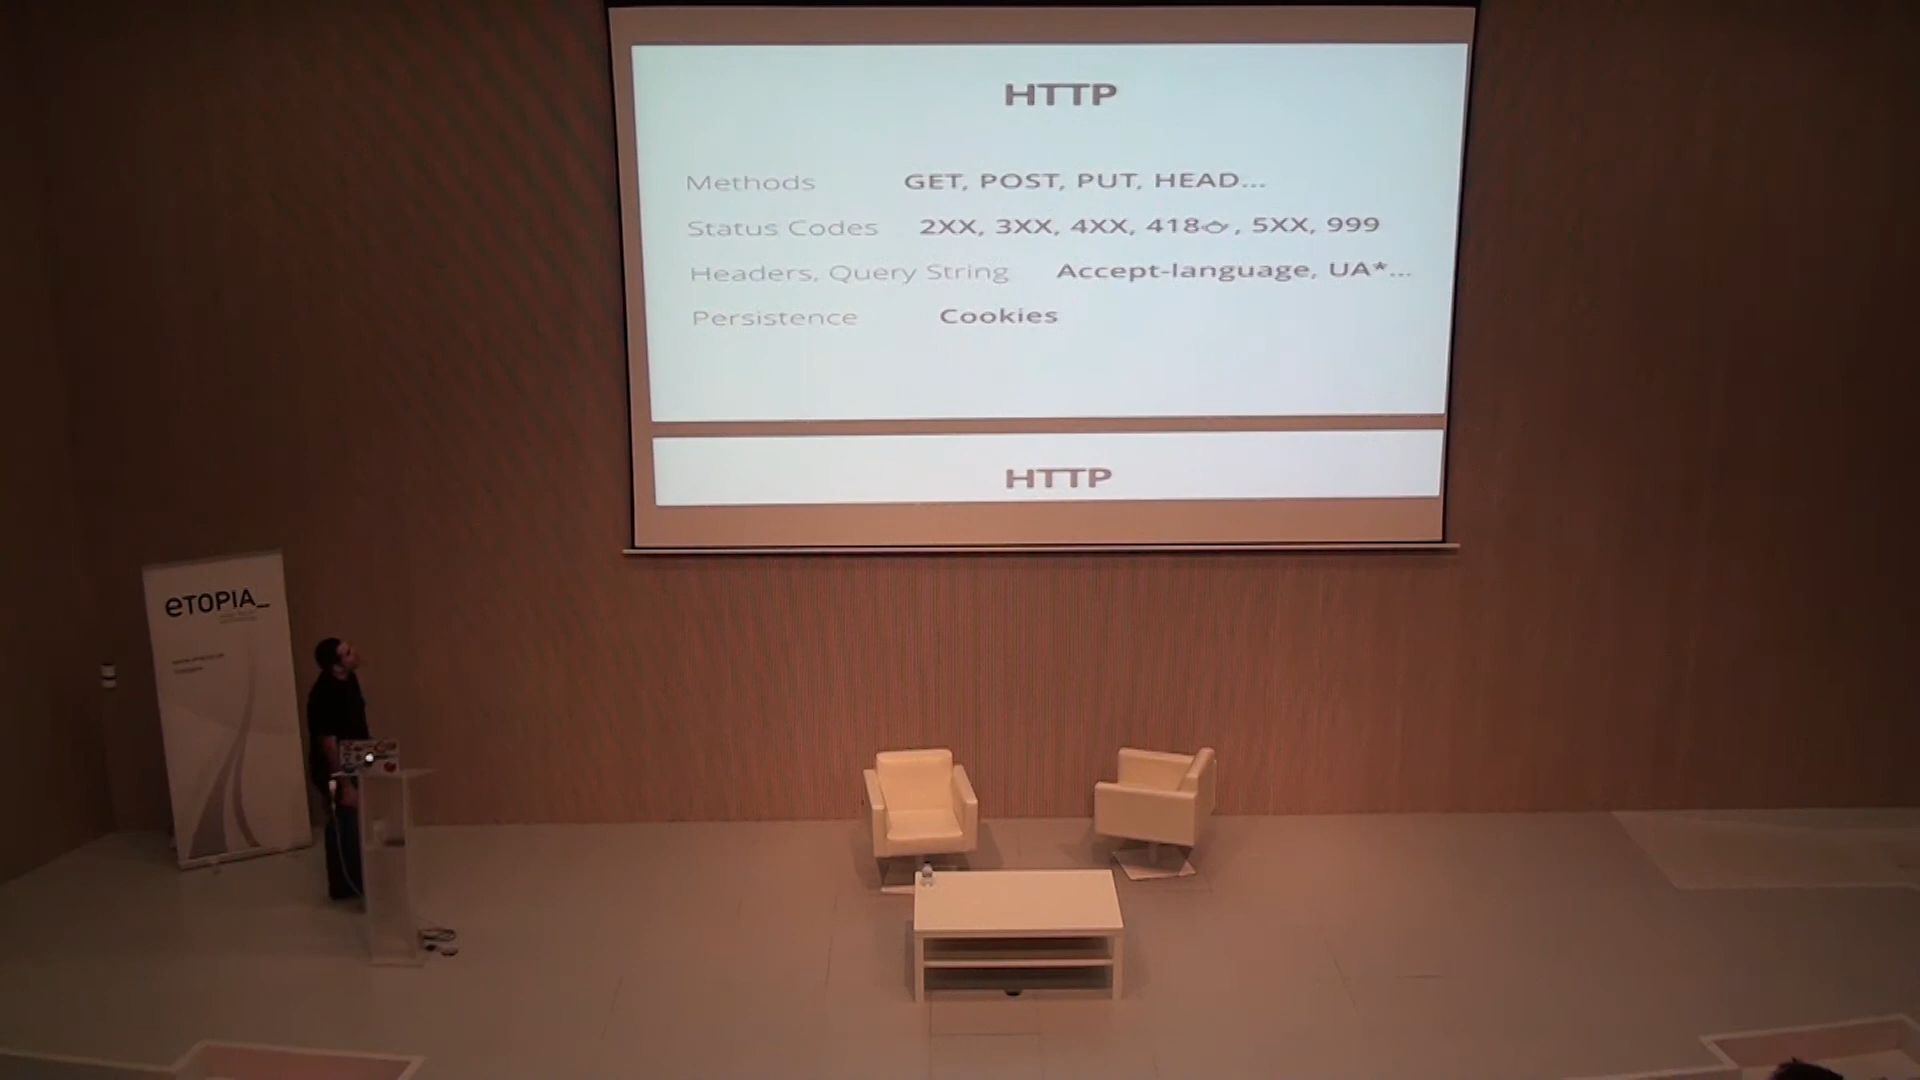 HTTP
Methods GET, POST, PUT, HEAD...
Status Codes 2XX, 3XX, 4XX, 418, 5XX, 999
Headers, Query String Accept-language, UA*...
Persistence Cookies
HTTP
eTOPIA_